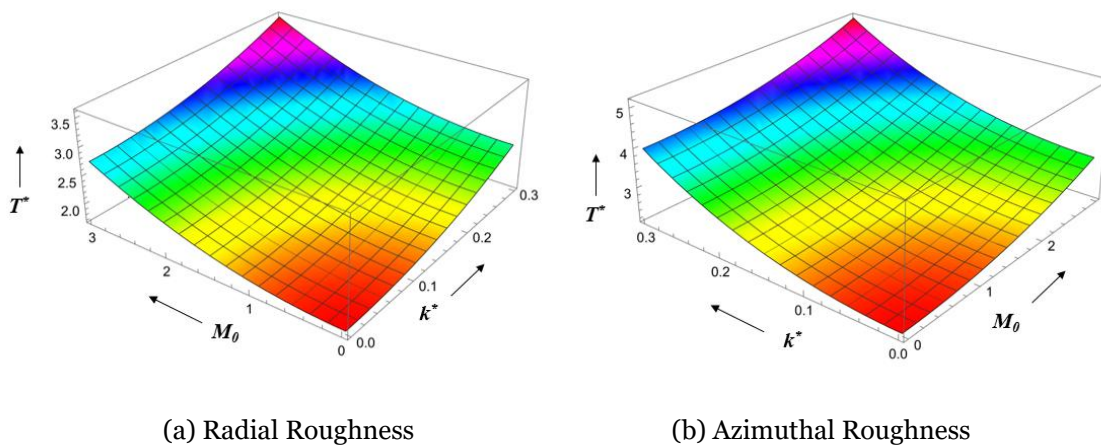 3.5
3.0
2.5
2.0
T*
3
2
1
0
M₀
0.0
0.1
0.2
0.3
k*
5
4
3
T*
0.3
0.2
0.1
0.0
k*
0
1
2
M₀
(a) Radial Roughness
(b) Azimuthal Roughness